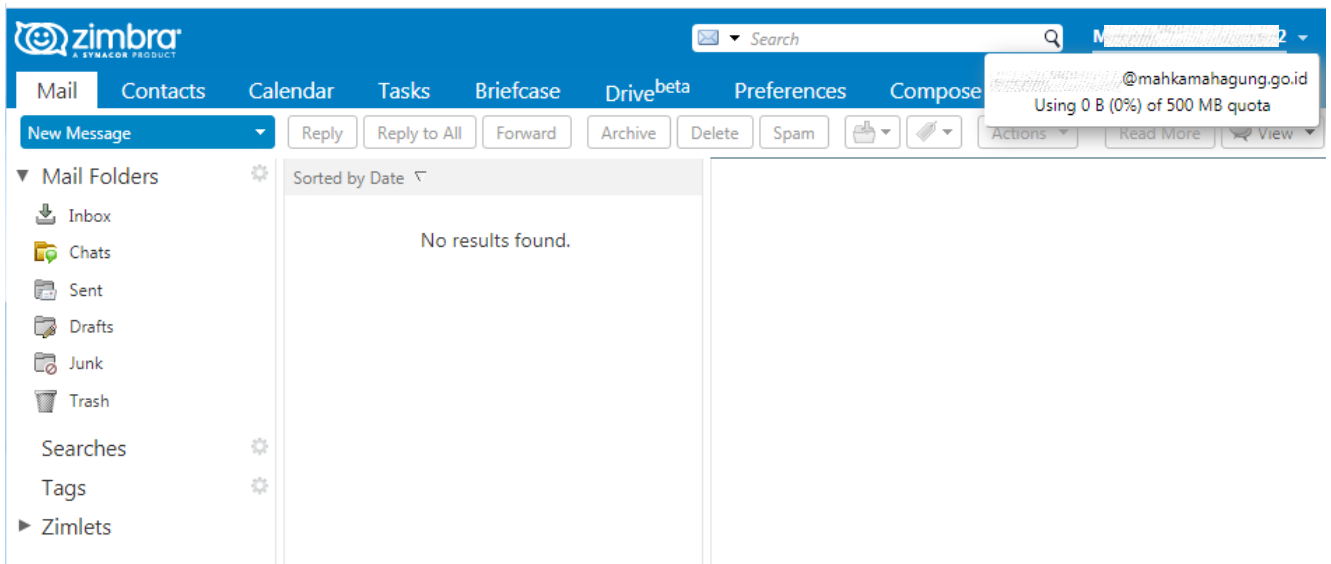 zimbra
A SYNACOR PRODUCT
Search
Mail Contacts Calendar Tasks Briefcase Drivebeta Preferences Compose
@mahkamahagung.go.id
Using 0 B (0%) of 500 MB quota
New Message Reply Reply to All Forward Archive Delete Spam Actions Read More View
Mail Folders
Sorted by Date
Inbox
No results found.
Chats
Sent
Drafts
Junk
Trash
Searches
Tags
Zimlets